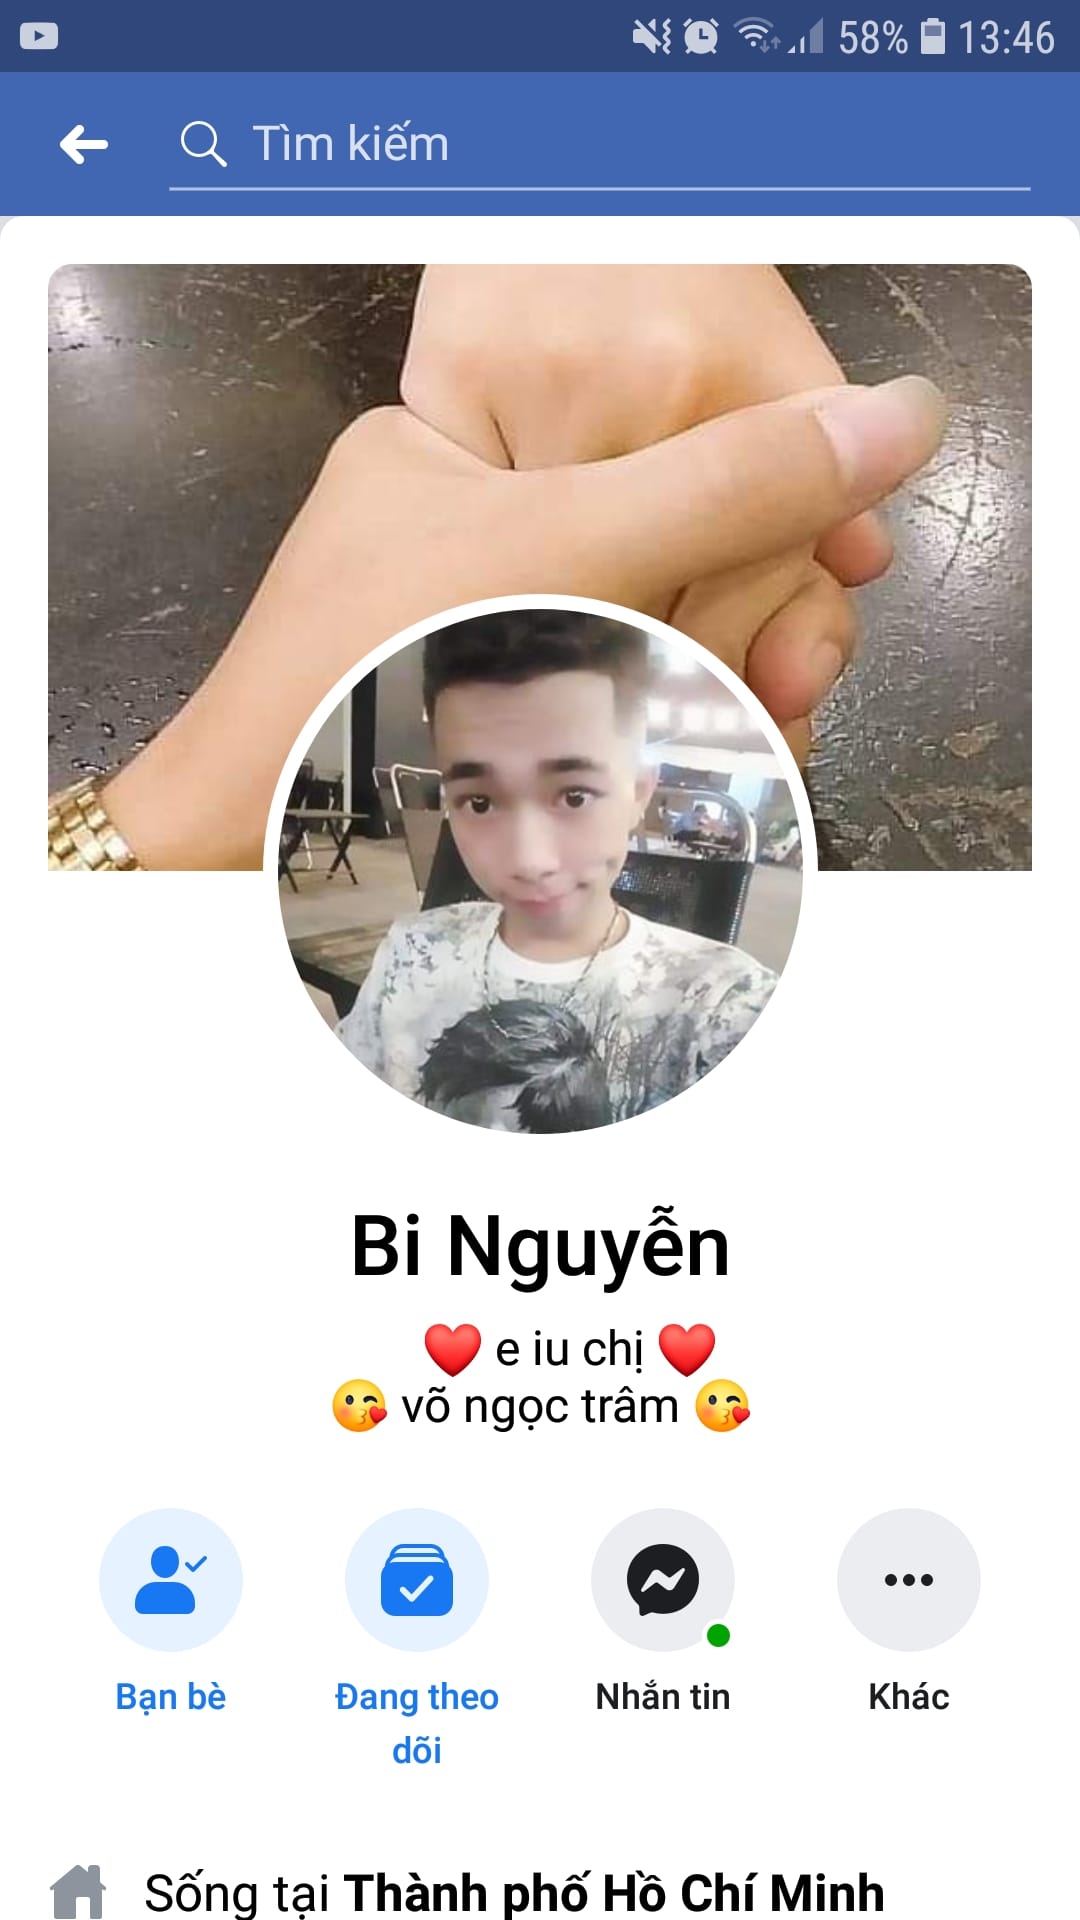 58% 13:46
Tìm kiếm
Bi Nguyễn
❤️ e iu chị ❤️
😘 võ ngọc trâm 😘
Bạn bè
Đang theo dõi
Nhắn tin
Khác
Sống tại Thành phố Hồ Chí Minh